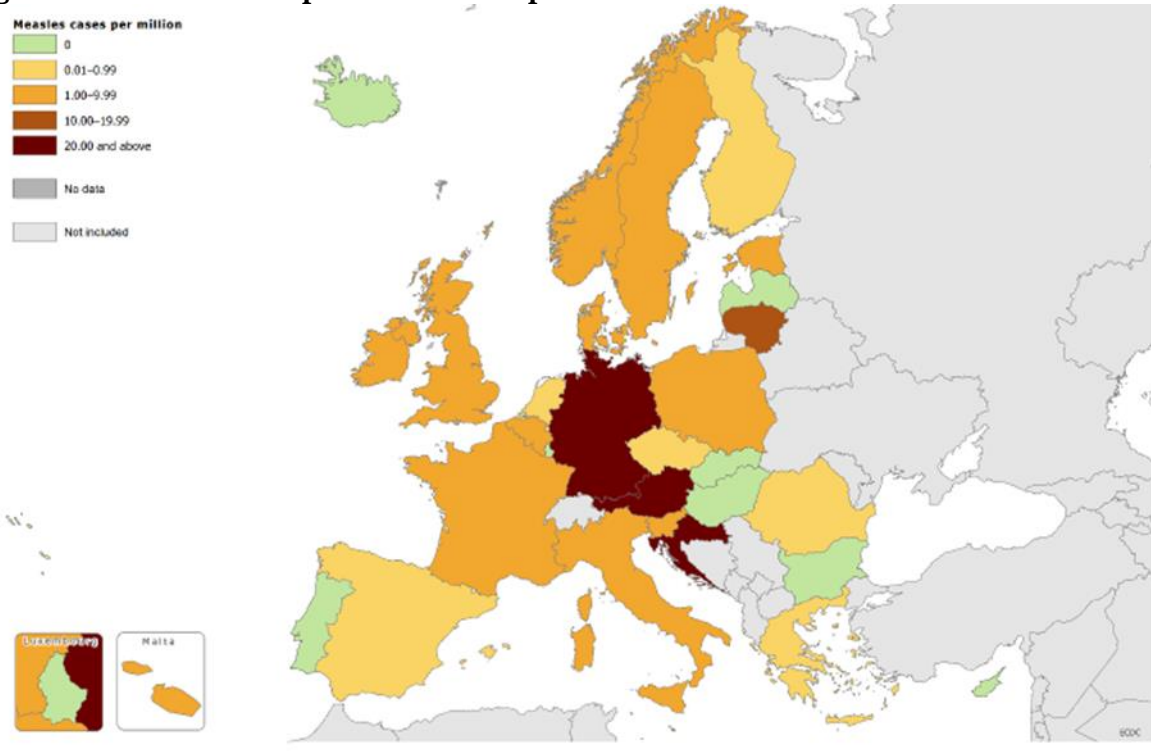 Measles cases per million
0
0.01–0.99
1.00–9.99
10.00–19.99
20.00 and above
No data
Not included
Luxembourg
Malta
ECDC